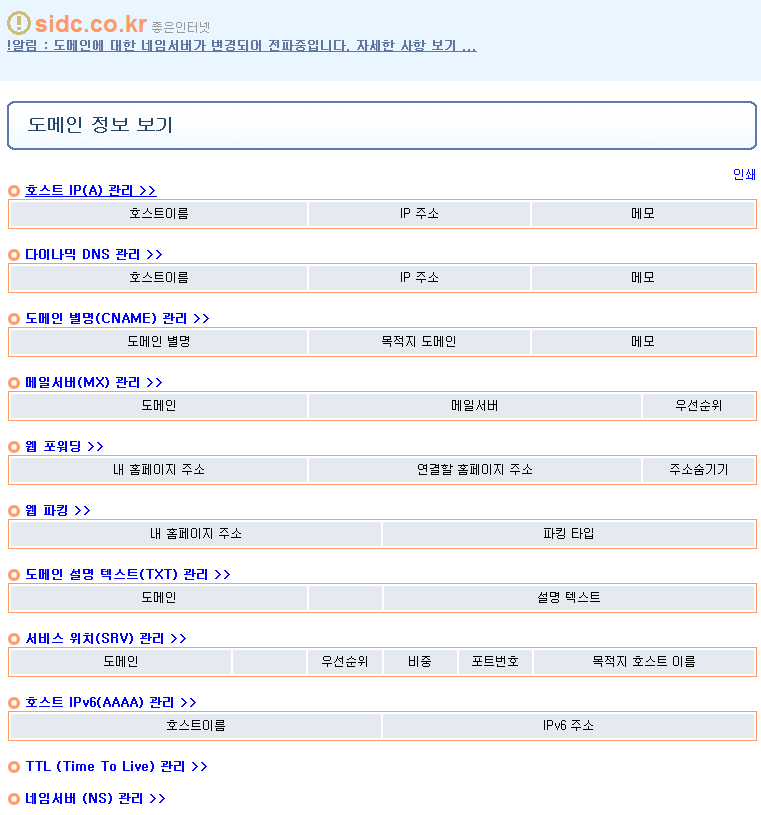 sidc.co.kr 좋은인터넷
!알림 : 도메인에 대한 네임서버가 변경되어 전파중입니다. 자세한 사항 보기 ...
도메인 정보 보기
인쇄
호스트 IP(A) 관리 >>
호스트이름 IP 주소 메모
다이나믹 DNS 관리 >>
호스트이름 IP 주소 메모
도메인 별명(CNAME) 관리 >>
도메인 별명 목적지 도메인 메모
메일서버(MX) 관리 >>
도메인 메일서버 우선순위
웹 포워딩 >>
내 홈페이지 주소 연결할 홈페이지 주소 주소숨기기
웹 파킹 >>
내 홈페이지 주소 파킹 타입
도메인 설명 텍스트(TXT) 관리 >>
도메인 설명 텍스트
서비스 위치(SRV) 관리 >>
도메인 우선순위 비중 포트번호 목적지 호스트 이름
호스트 IPv6(AAAA) 관리 >>
호스트이름 IPv6 주소
TTL (Time To Live) 관리 >>
네임서버 (NS) 관리 >>